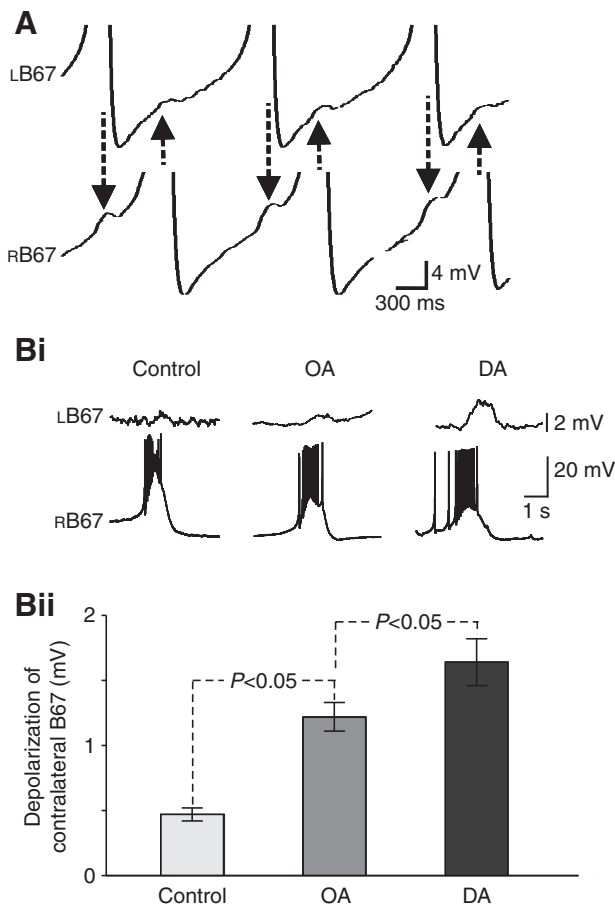 A
LB67
RB67
4 mV
300 ms
Bi
Control OA DA
LB67
2 mV
20 mV
RB67
1 s
Bii
2
P<0.05
P<0.05
Depolarization of
contralateral B67 (mV)
1
0
Control OA DA